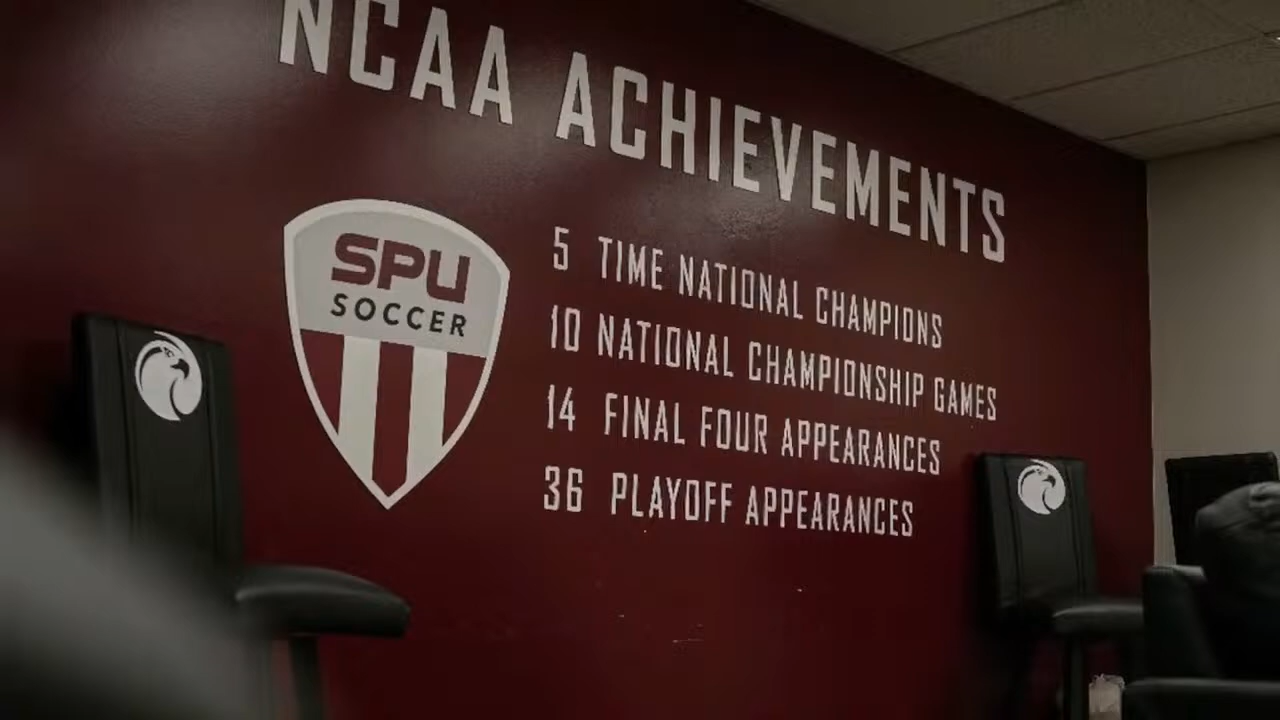 NCAA ACHIEVEMENTS
SPU
SOCCER
5 TIME NATIONAL CHAMPIONS
10 NATIONAL CHAMPIONSHIP GAMES
14 FINAL FOUR APPEARANCES
36 PLAYOFF APPEARANCES